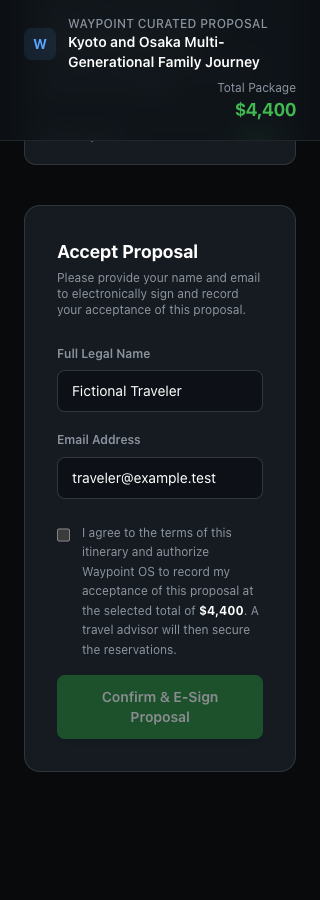 W
WAYPOINT CURATED PROPOSAL
Kyoto and Osaka Multi-
Generational Family Journey
Total Package
$4,400
Accept Proposal
Please provide your name and email
to electronically sign and record
your acceptance of this proposal.
Full Legal Name
Fictional Traveler
Email Address
traveler@example.test
I agree to the terms of this
itinerary and authorize
Waypoint OS to record my
acceptance of this proposal at
the selected total of $4,400. A
travel advisor will then secure
the reservations.
Confirm & E-Sign
Proposal